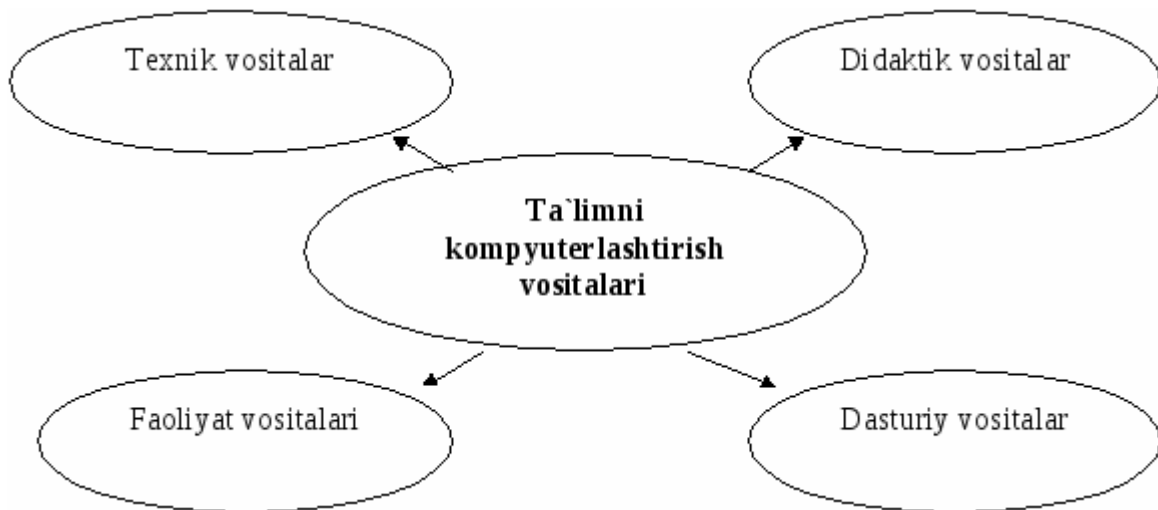 Texnik vositalar
Didaktik vositalar
Ta`limni
kompyuterlashtirish
vositalari
Faoliyat vositalari
Dasturiy vositalar